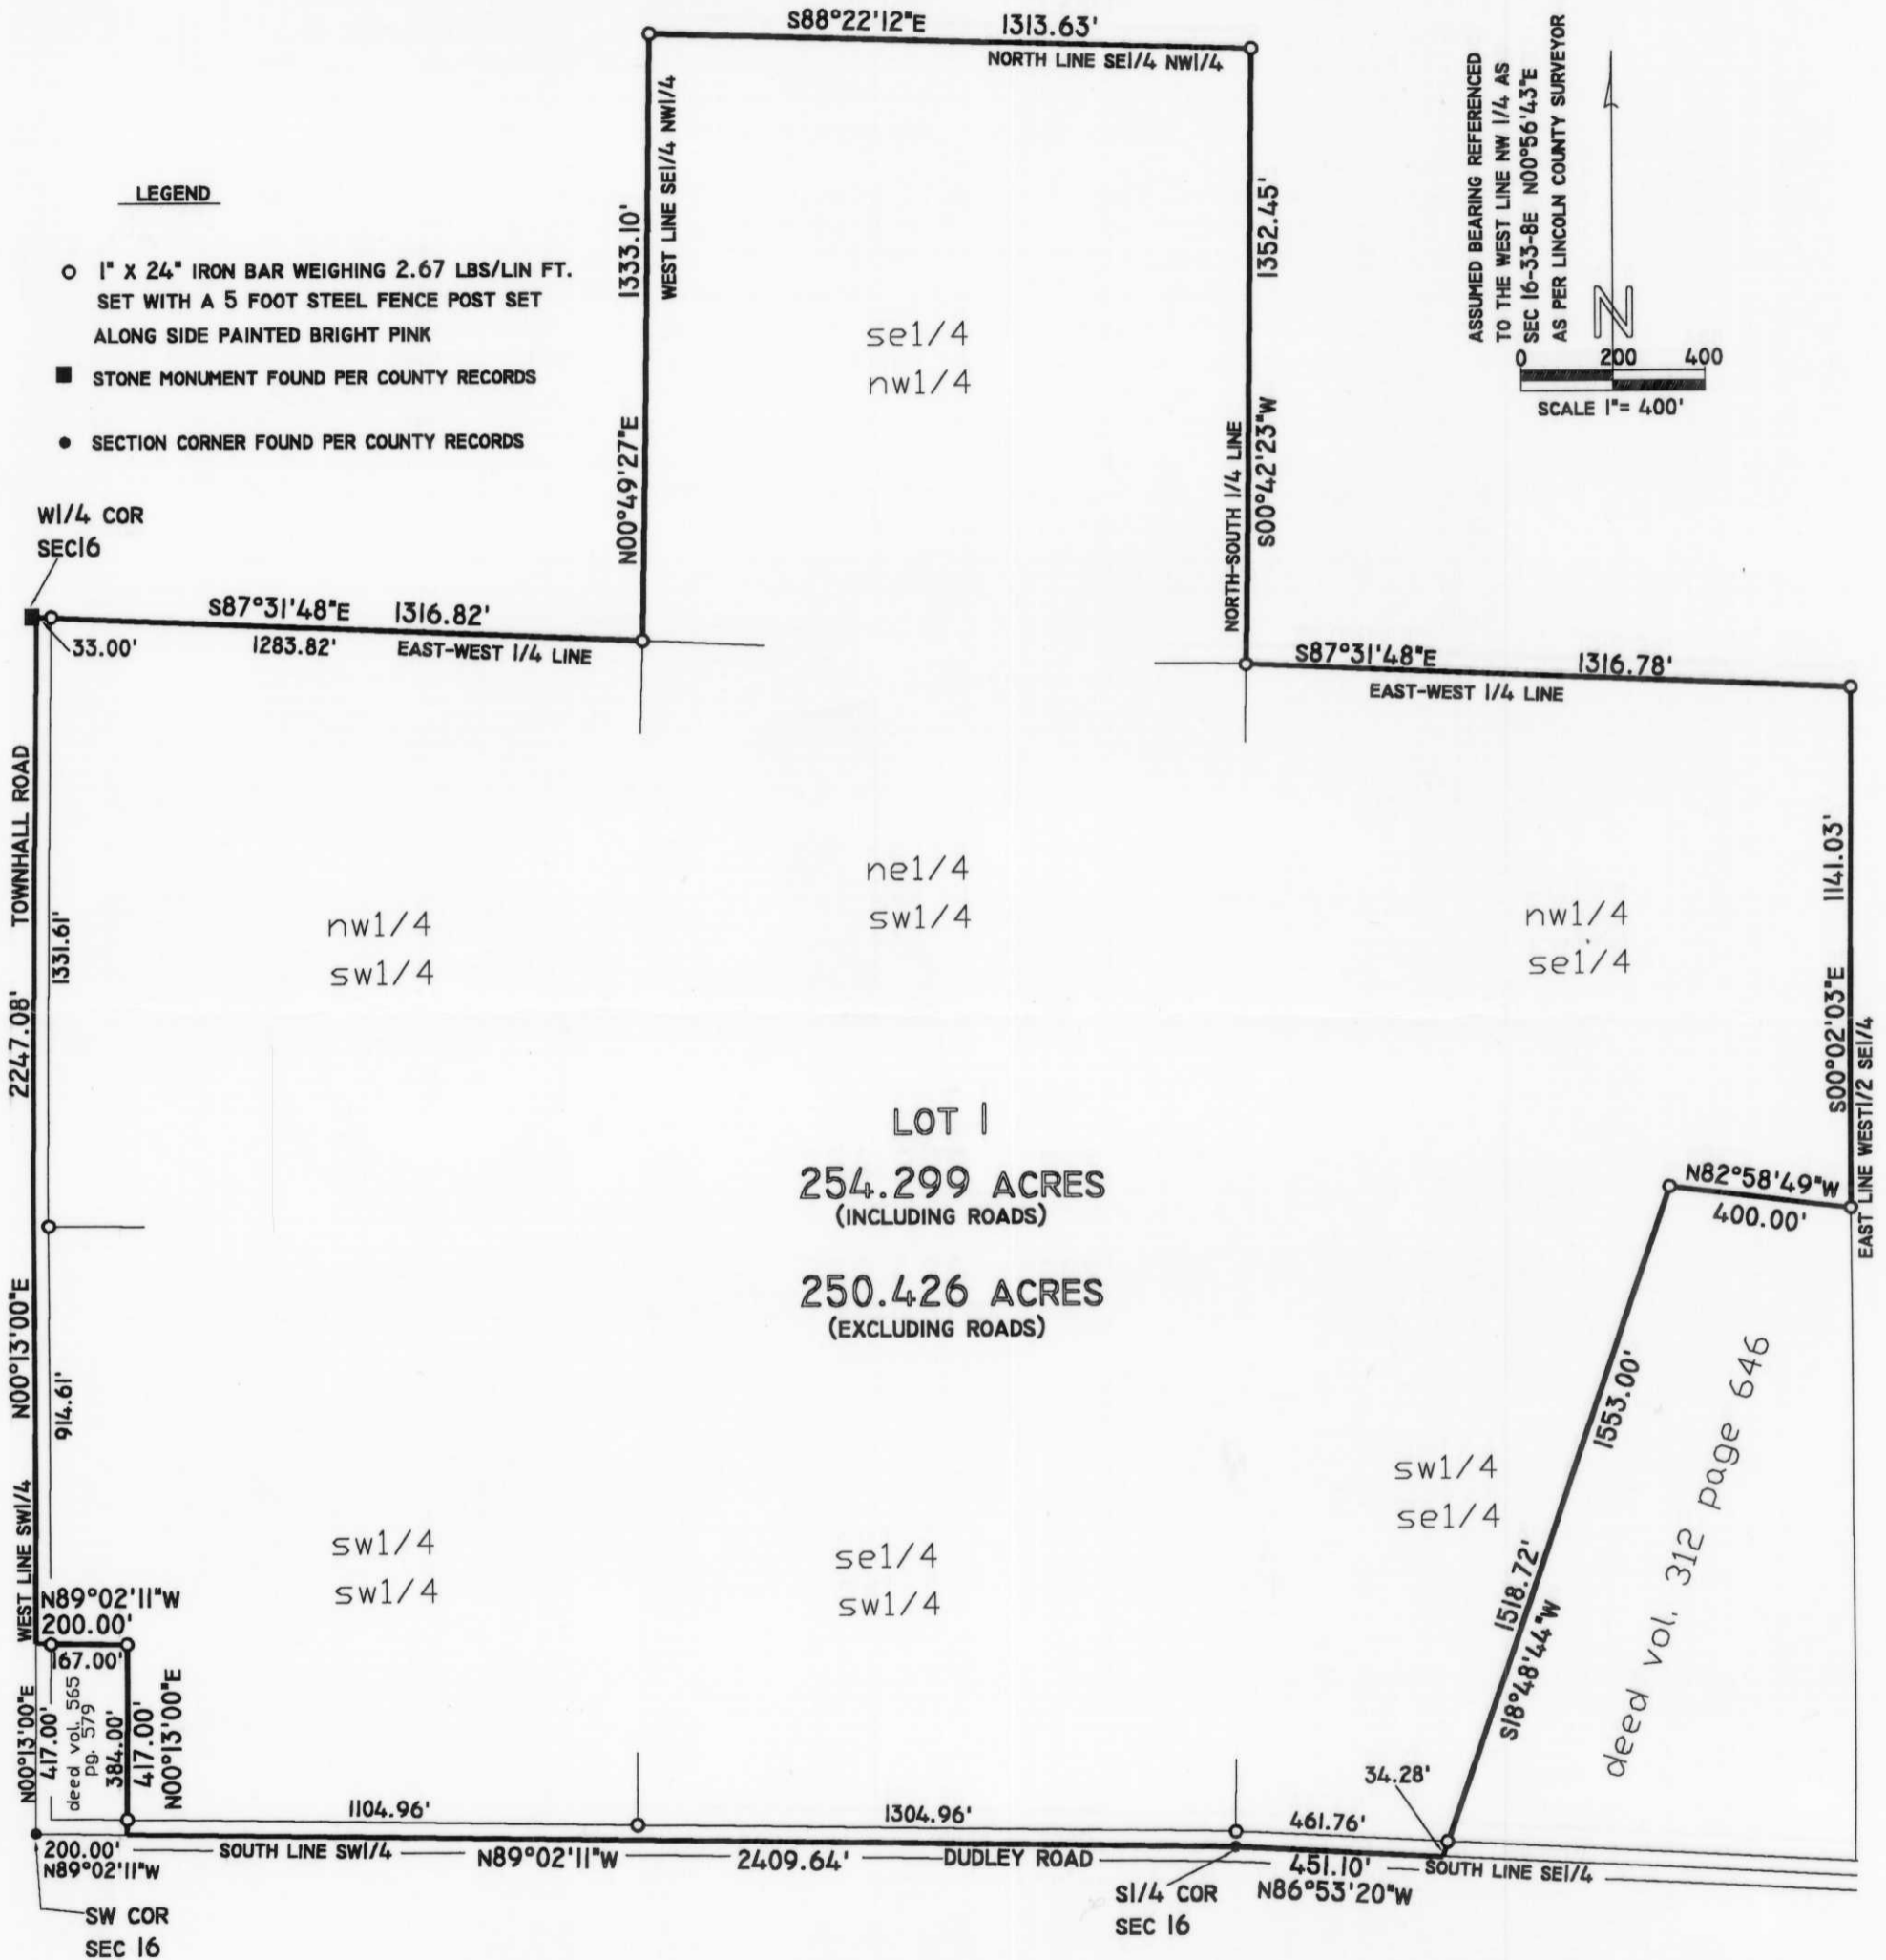 S88°22'12"E 1313.63'
NORTH LINE SE1/4 NW1/4
WEST LINE SE1/4 NW1/4
1333.10'
N00°49'27"E
1352.45'
S00°42'23"W
NORTH-SOUTH 1/4 LINE
se1/4
nw1/4
ASSUMED BEARING REFERENCED
TO THE WEST LINE NW 1/4 AS
SEC 16-33-8E N00°56'43"E
AS PER LINCOLN COUNTY SURVEYOR
N
0 200 400
SCALE 1"= 400'
LEGEND
1" X 24" IRON BAR WEIGHING 2.67 LBS/LIN FT.
SET WITH A 5 FOOT STEEL FENCE POST SET
ALONG SIDE PAINTED BRIGHT PINK
STONE MONUMENT FOUND PER COUNTY RECORDS
SECTION CORNER FOUND PER COUNTY RECORDS
W1/4 COR
SEC16
S87°31'48"E 1316.82'
33.00' 1283.82' EAST-WEST 1/4 LINE
S87°31'48"E 1316.78'
EAST-WEST 1/4 LINE
2247.08' TOWNHALL ROAD
1331.61'
nw1/4
sw1/4
ne1/4
sw1/4
nw1/4
se1/4
1141.03'
S00°02'03"E
EAST LINE WEST1/2 SE1/4
LOT 1
254.299 ACRES
(INCLUDING ROADS)
250.426 ACRES
(EXCLUDING ROADS)
N82°58'49"W
400.00'
WEST LINE SW1/4 N00°13'00"E
914.61'
1553.00'
1518.72'
S18°48'44"W
deed vol. 312 page 646
sw1/4
se1/4
sw1/4
sw1/4
se1/4
sw1/4
N89°02'11"W
200.00'
167.00'
N00°13'00"E
417.00'
deed vol. 565
pg. 579
384.00'
417.00'
N00°13'00"E
34.28'
1104.96' 1304.96' 461.76'
200.00' SOUTH LINE SW1/4 N89°02'11"W 2409.64' DUDLEY ROAD 451.10' SOUTH LINE SE1/4
N89°02'11"W
N86°53'20"W
S1/4 COR
SEC 16
SW COR
SEC 16